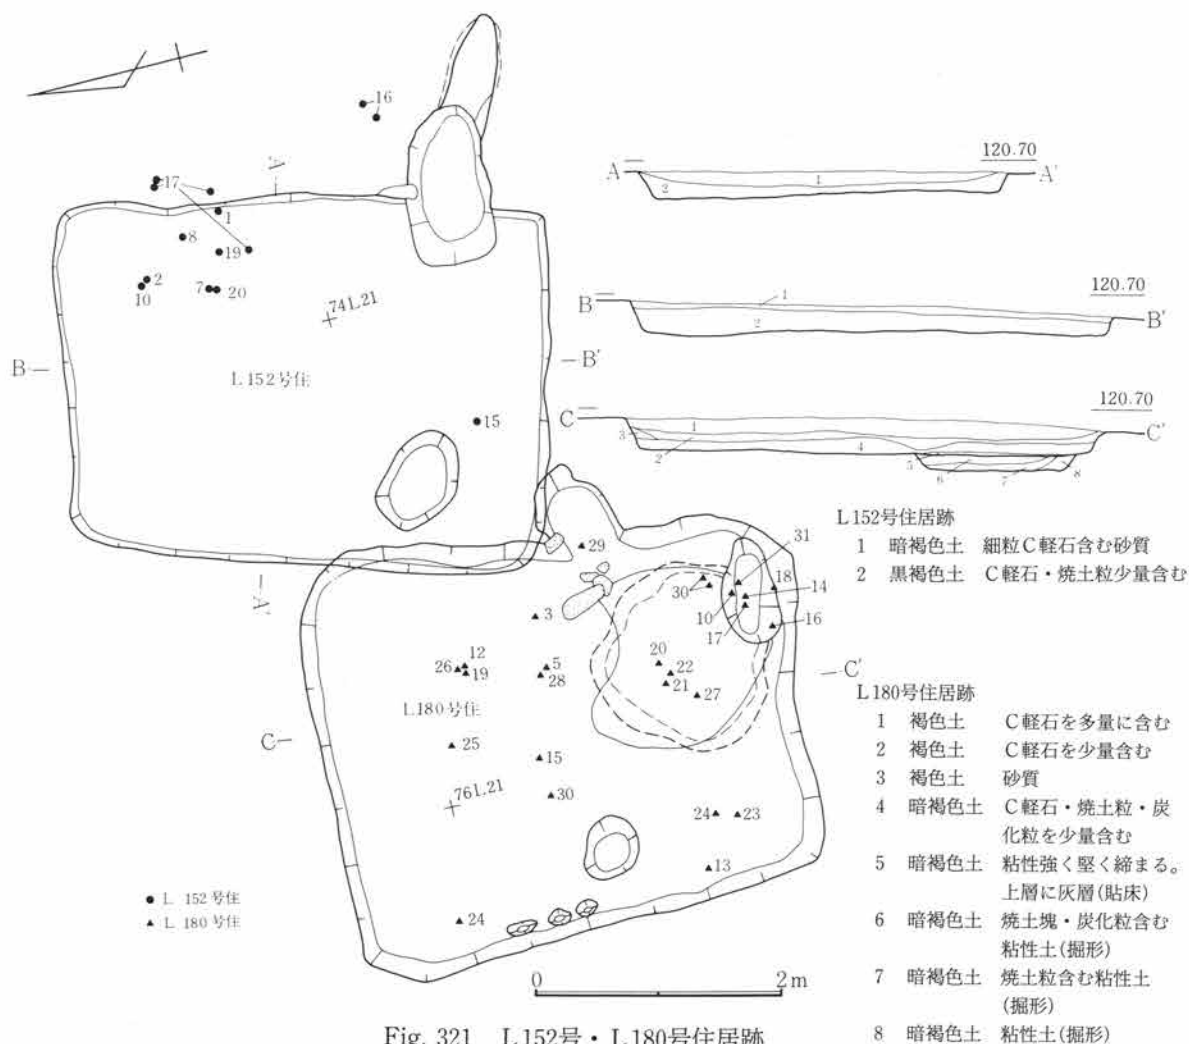 16
17
A
1
8
19
2
10
7
20
74L21
B
B'
L152号住
15
A'
29
31
30
18
14
10
17
16
3
12
26
19
5
28
20
22
21
27
C
C'
L180号住
25
15
76L21
30
24
23
13
24
● L 152号住
▲ L 180号住
0 2m
A 120.70 A'
1
2
B 120.70 B'
1
2
C 120.70 C'
1
3
2
4
5
6
7
8
L152号住居跡
1 暗褐色土 細粒C軽石含む砂質
2 黒褐色土 C軽石・焼土粒少量含む
L180号住居跡
1 褐色土 C軽石を多量に含む
2 褐色土 C軽石を少量含む
3 褐色土 砂質
4 暗褐色土 C軽石・焼土粒・炭
化粒を少量含む
5 暗褐色土 粘性強く堅く締まる。
上層に灰層(貼床)
6 暗褐色土 焼土塊・炭化粒含む
粘性土(掘形)
7 暗褐色土 焼土粒含む粘性土
(掘形)
8 暗褐色土 粘性土(掘形)
Fig. 321 L152号・L180号住居跡